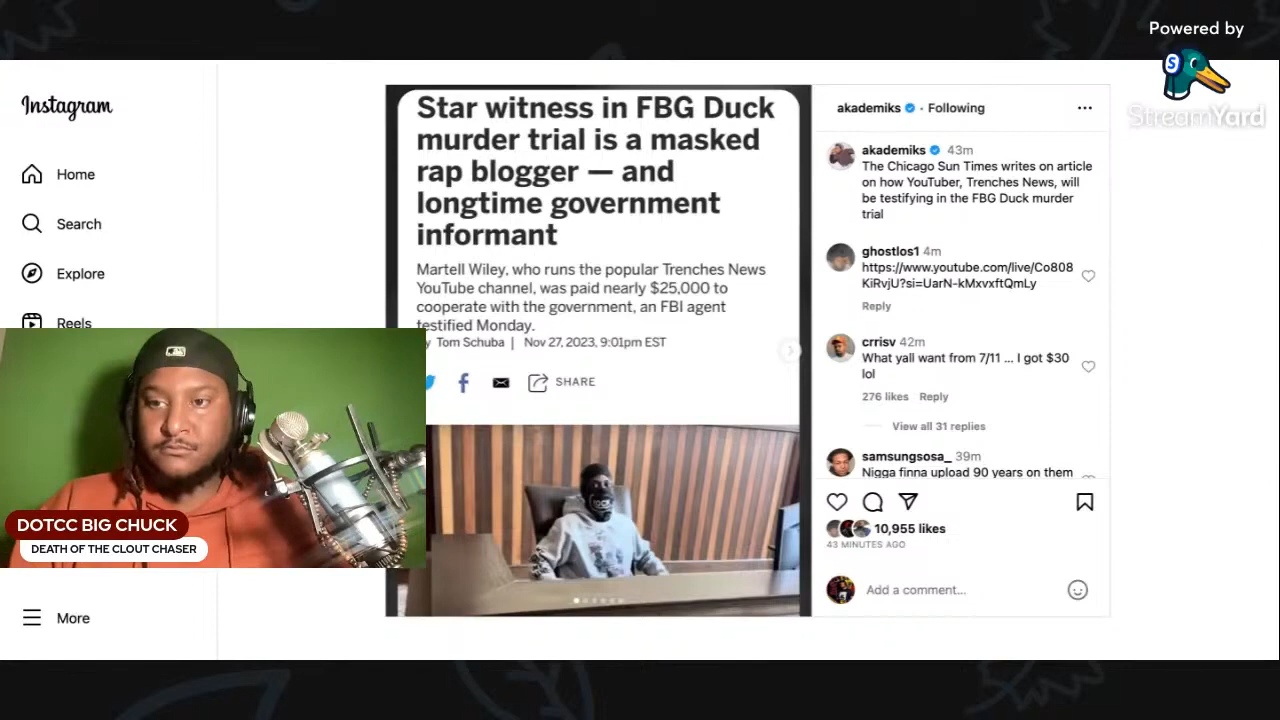 Powered by
StreamYard
Instagram
Home
Search
Explore
Reels
More
Star witness in FBG Duck
murder trial is a masked
rap blogger — and
longtime government
informant
Martell Wiley, who runs the popular Trenches News
YouTube channel, was paid nearly $25,000 to
cooperate with the government, an FBI agent
testified Monday.
y Tom Schuba | Nov 27, 2023, 9:01pm EST
SHARE
akademiks • Following
akademiks 43m
The Chicago Sun Times writes on article
on how YouTuber, Trenches News, will
be testifying in the FBG Duck murder
trial
ghostlos1 4m
https://www.youtube.com/live/Co808
KiRvjU?si=UarN-kMxvxftQmLy
Reply
crrisv 42m
What yall want from 7/11 ... I got $30
lol
276 likes Reply
View all 31 replies
samsungsosa_ 39m
Nigga finna upload 90 years on them
10,955 likes
43 MINUTES AGO
Add a comment...
DOTCC BIG CHUCK
DEATH OF THE CLOUT CHASER